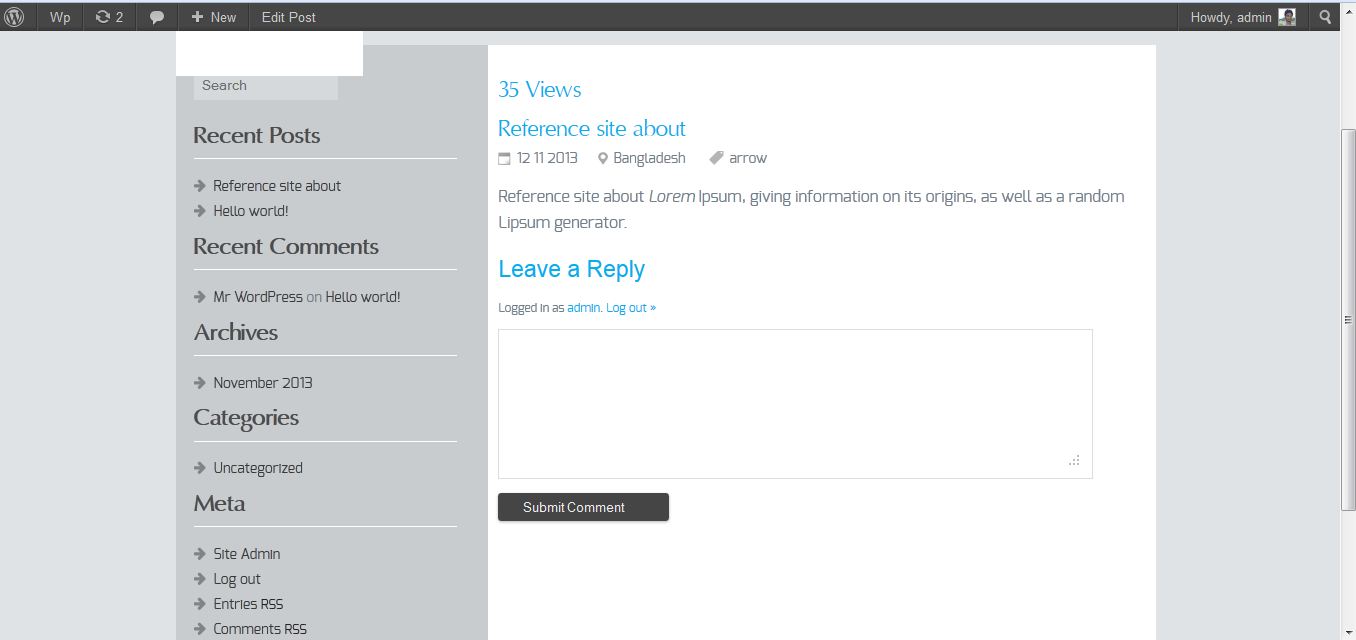 Wp 2 New Edit Post Howdy, admin
Search
Recent Posts
Reference site about
Hello world!
Recent Comments
Mr WordPress on Hello world!
Archives
November 2013
Categories
Uncategorized
Meta
Site Admin
Log out
Entries RSS
Comments RSS
35 Views
Reference site about
12 11 2013 Bangladesh arrow
Reference site about Lorem Ipsum, giving information on its origins, as well as a random
Lipsum generator.
Leave a Reply
Logged in as admin. Log out »
Submit Comment